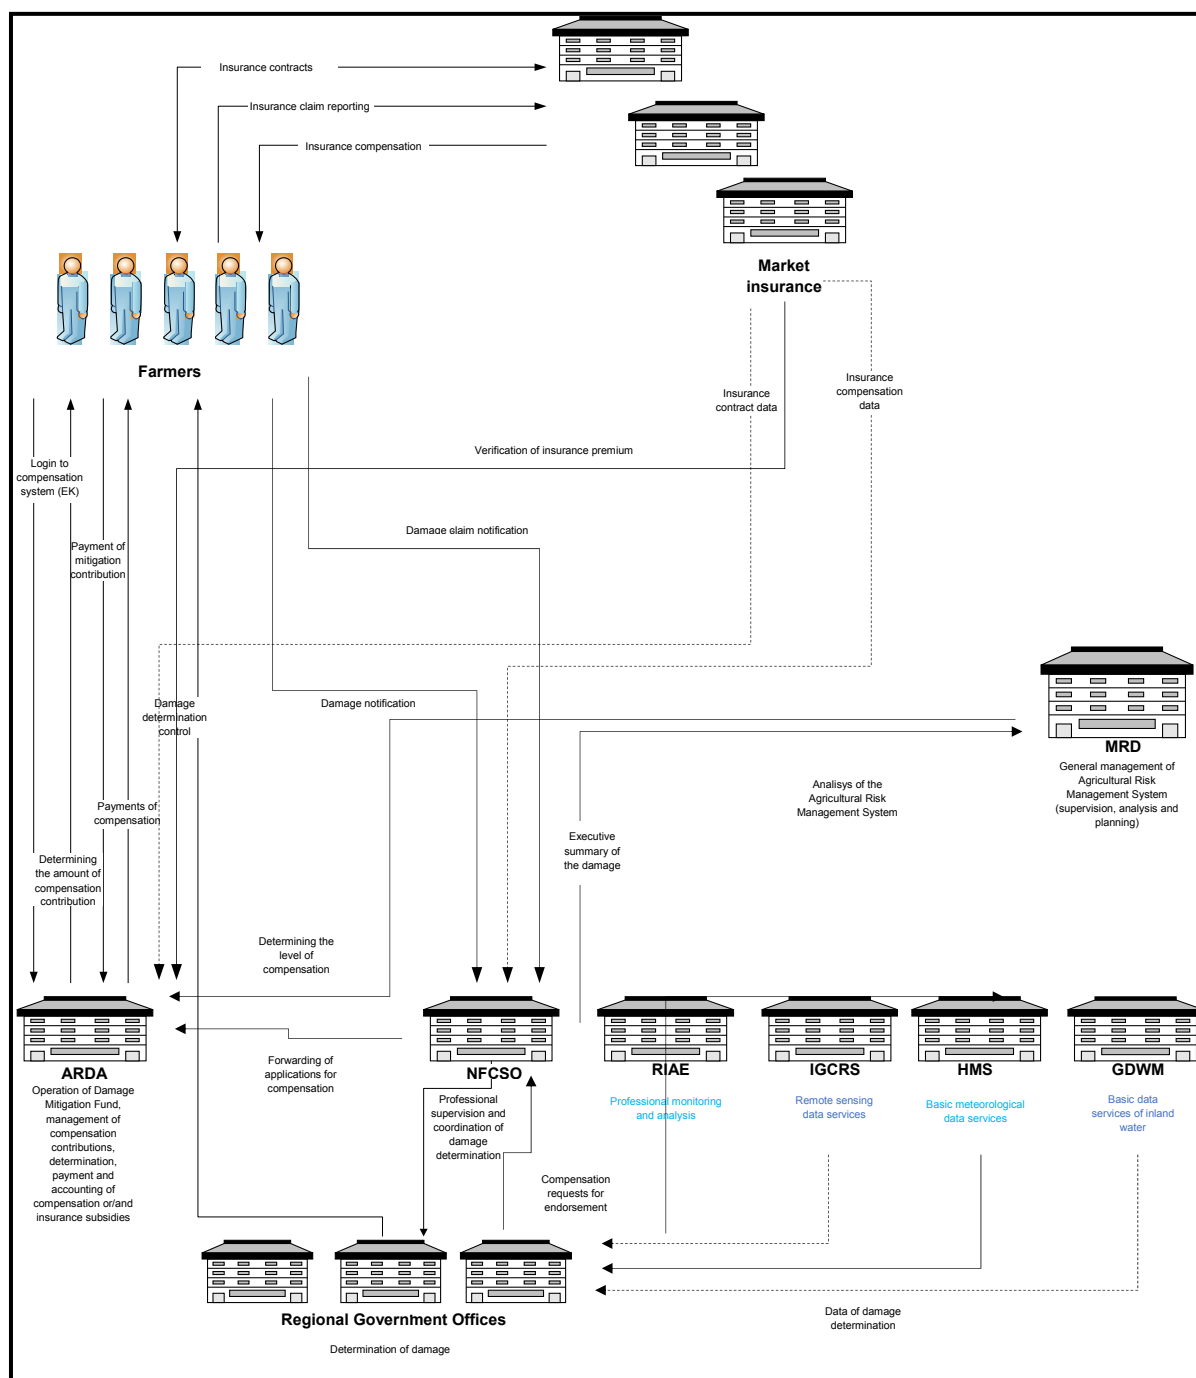 Insurance contracts
Insurance claim reporting
Insurance compensation
Market
insurance
Farmers
Insurance
contract data
Insurance
compensation
data
Verification of insurance premium
Login to
compensation
system (EK)
Damage claim notification
Payment of
mitigation
contribution
Damage
determination
control
Damage notification
MRD
General management of
Agricultural Risk
Management System
(supervision, analysis and
planning)
Analisys of the
Agricultural Risk
Management System
Payments of
compensation
Executive
summary of
the damage
Determining
the amount of
compensation
contribution
Determining the
level of
compensation
ARDA
Operation of Damage
Mitigation Fund,
management of
compensation
contributions,
determination,
payment and
accounting of
compensation or/and
insurance subsidies
Forwarding of
applications for
compensation
NFCSO
Professional
supervision and
coordination of
damage
determination
RIAE
Professional monitoring
and analysis
IGCRS
Remote sensing
data services
HMS
Basic meteorological
data services
GDWM
Basic data
services of inland
water
Compensation
requests for
endorsement
Regional Government Offices
Determination of damage
Data of damage
determination